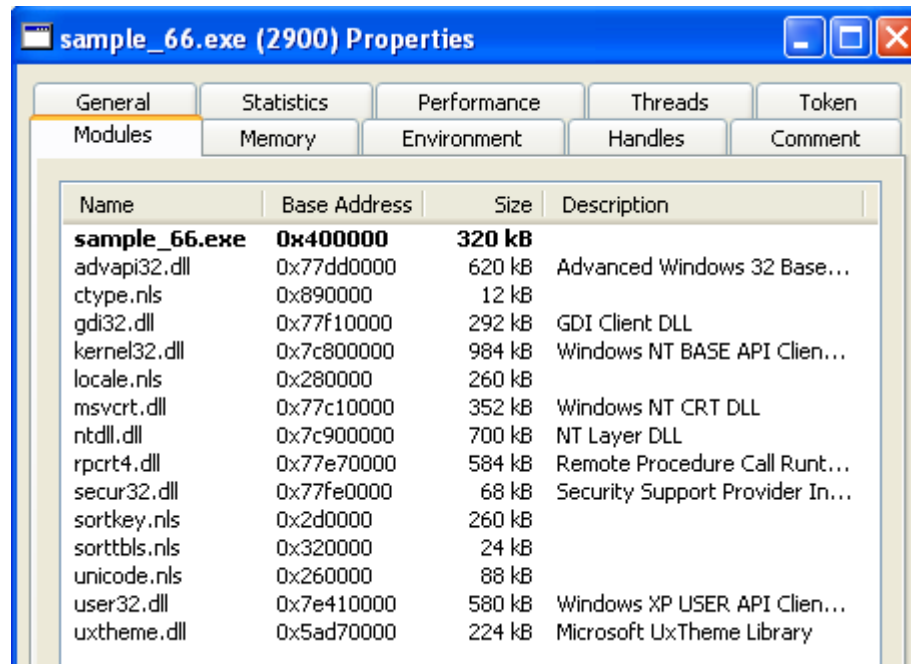 sample_66.exe (2900) Properties
General Statistics Performance Threads Token
Modules Memory Environment Handles Comment
Name Base Address Size Description
sample_66.exe 0x400000 320 kB
advapi32.dll 0x77dd0000 620 kB Advanced Windows 32 Base...
ctype.nls 0x890000 12 kB
gdi32.dll 0x77f10000 292 kB GDI Client DLL
kernel32.dll 0x7c800000 984 kB Windows NT BASE API Clien...
locale.nls 0x280000 260 kB
msvcrt.dll 0x77c10000 352 kB Windows NT CRT DLL
ntdll.dll 0x7c900000 700 kB NT Layer DLL
rpcrt4.dll 0x77e70000 584 kB Remote Procedure Call Runt...
secur32.dll 0x77fe0000 68 kB Security Support Provider In...
sortkey.nls 0x2d0000 260 kB
sorttbls.nls 0x320000 24 kB
unicode.nls 0x260000 88 kB
user32.dll 0x7e410000 580 kB Windows XP USER API Clien...
uxtheme.dll 0x5ad70000 224 kB Microsoft UxTheme Library